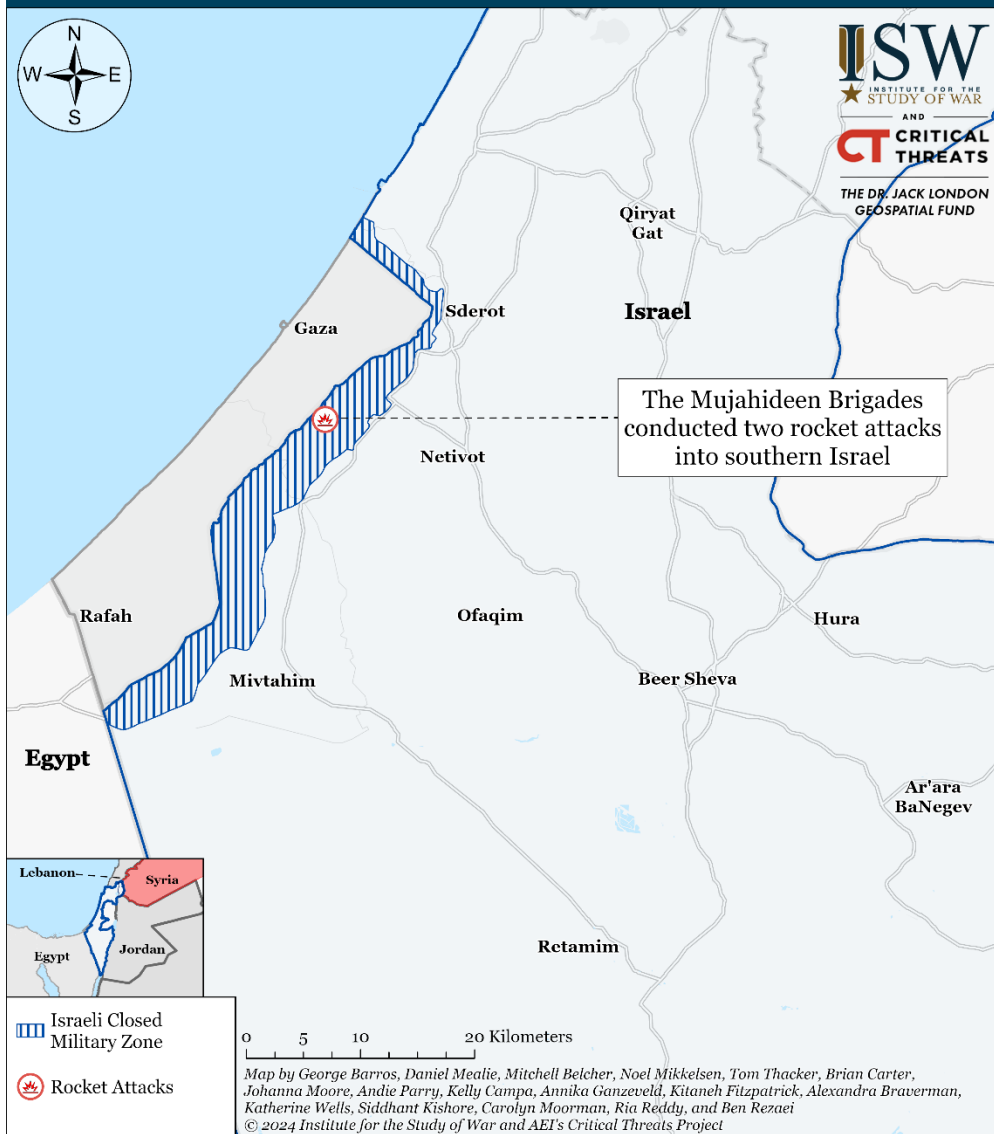 N
W
E
S
ISW
INSTITUTE FOR THE
STUDY OF WAR
AND
CT CRITICAL
THREATS
THE DR. JACK LONDON
GEOSPATIAL FUND
Qiryat
Gat
Sderot
Israel
Gaza
The Mujahideen Brigades
conducted two rocket attacks
into southern Israel
Netivot
Rafah
Ofaqim
Hura
Mivtahim
Beer Sheva
Egypt
Ar'ara
BaNegev
Lebanon
Syria
Egypt
Jordan
Retamim
Israeli Closed
Military Zone
Rocket Attacks
0 5 10 20 Kilometers
Map by George Barros, Daniel Mealie, Mitchell Belcher, Noel Mikkelsen, Tom Thacker, Brian Carter,
Johanna Moore, Andie Parry, Kelly Campa, Annika Ganzeveld, Kitaneh Fitzpatrick, Alexandra Braverman,
Katherine Wells, Siddhant Kishore, Carolyn Moorman, Ria Reddy, and Ben Rezaei
© 2024 Institute for the Study of War and AEI's Critical Threats Project